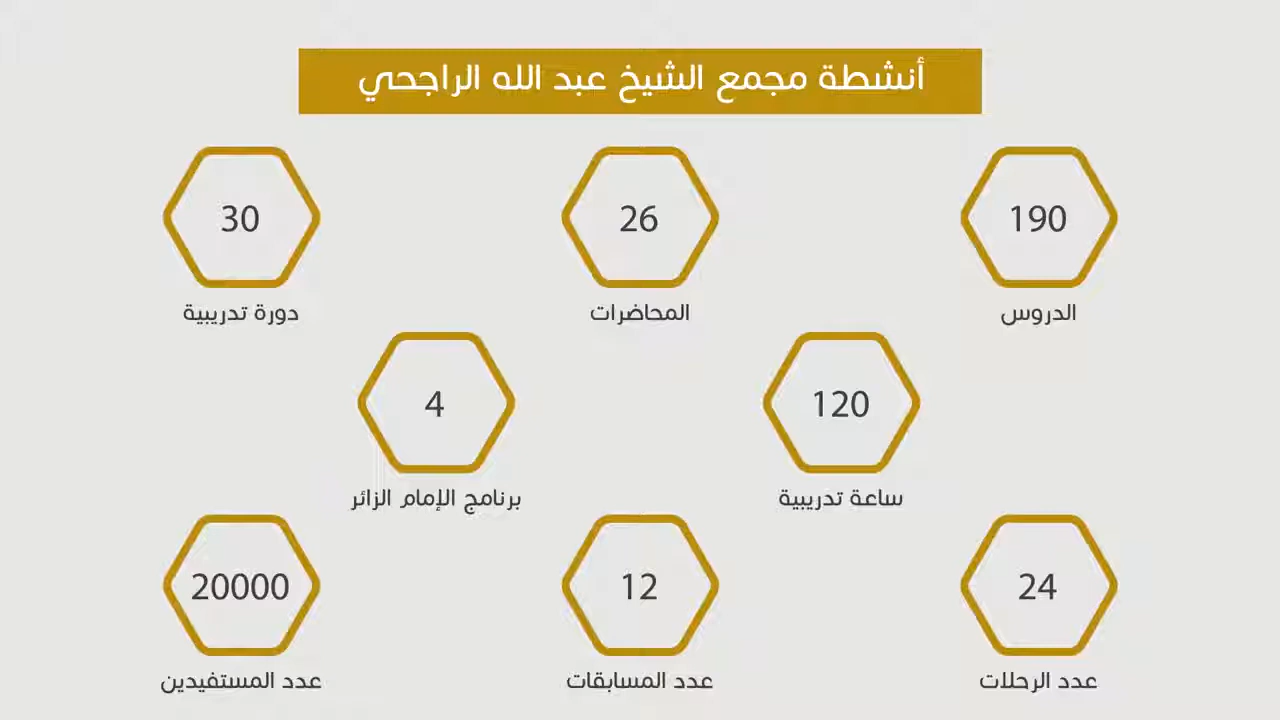 أنشطة مجمع الشيخ عبد الله الراجحي
190
الدروس
26
المحاضرات
30
دورة تدريبية
120
ساعة تدريبية
4
برنامج الإمام الزائر
24
عدد الرحلات
12
عدد المسابقات
20000
عدد المستفيدين